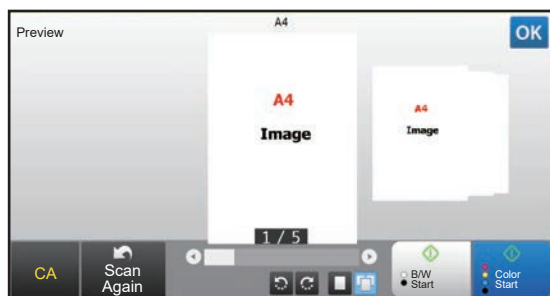 A4
Preview
OK
A4
Image
A4
Image
1 / 5
CA
Scan
Again
B/W
Start
Color
Start